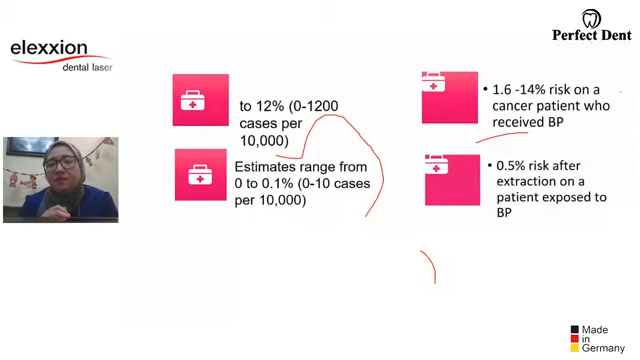 elexxion
dental laser
Perfect Dent
to 12% (0-1200
cases per
10,000)
Estimates range from
0 to 0.1% (0-10 cases
per 10,000)
• 1.6 -14% risk on a
cancer patient who
received BP
• 0.5% risk after
extraction on a
patient exposed to
BP
Made
in
Germany